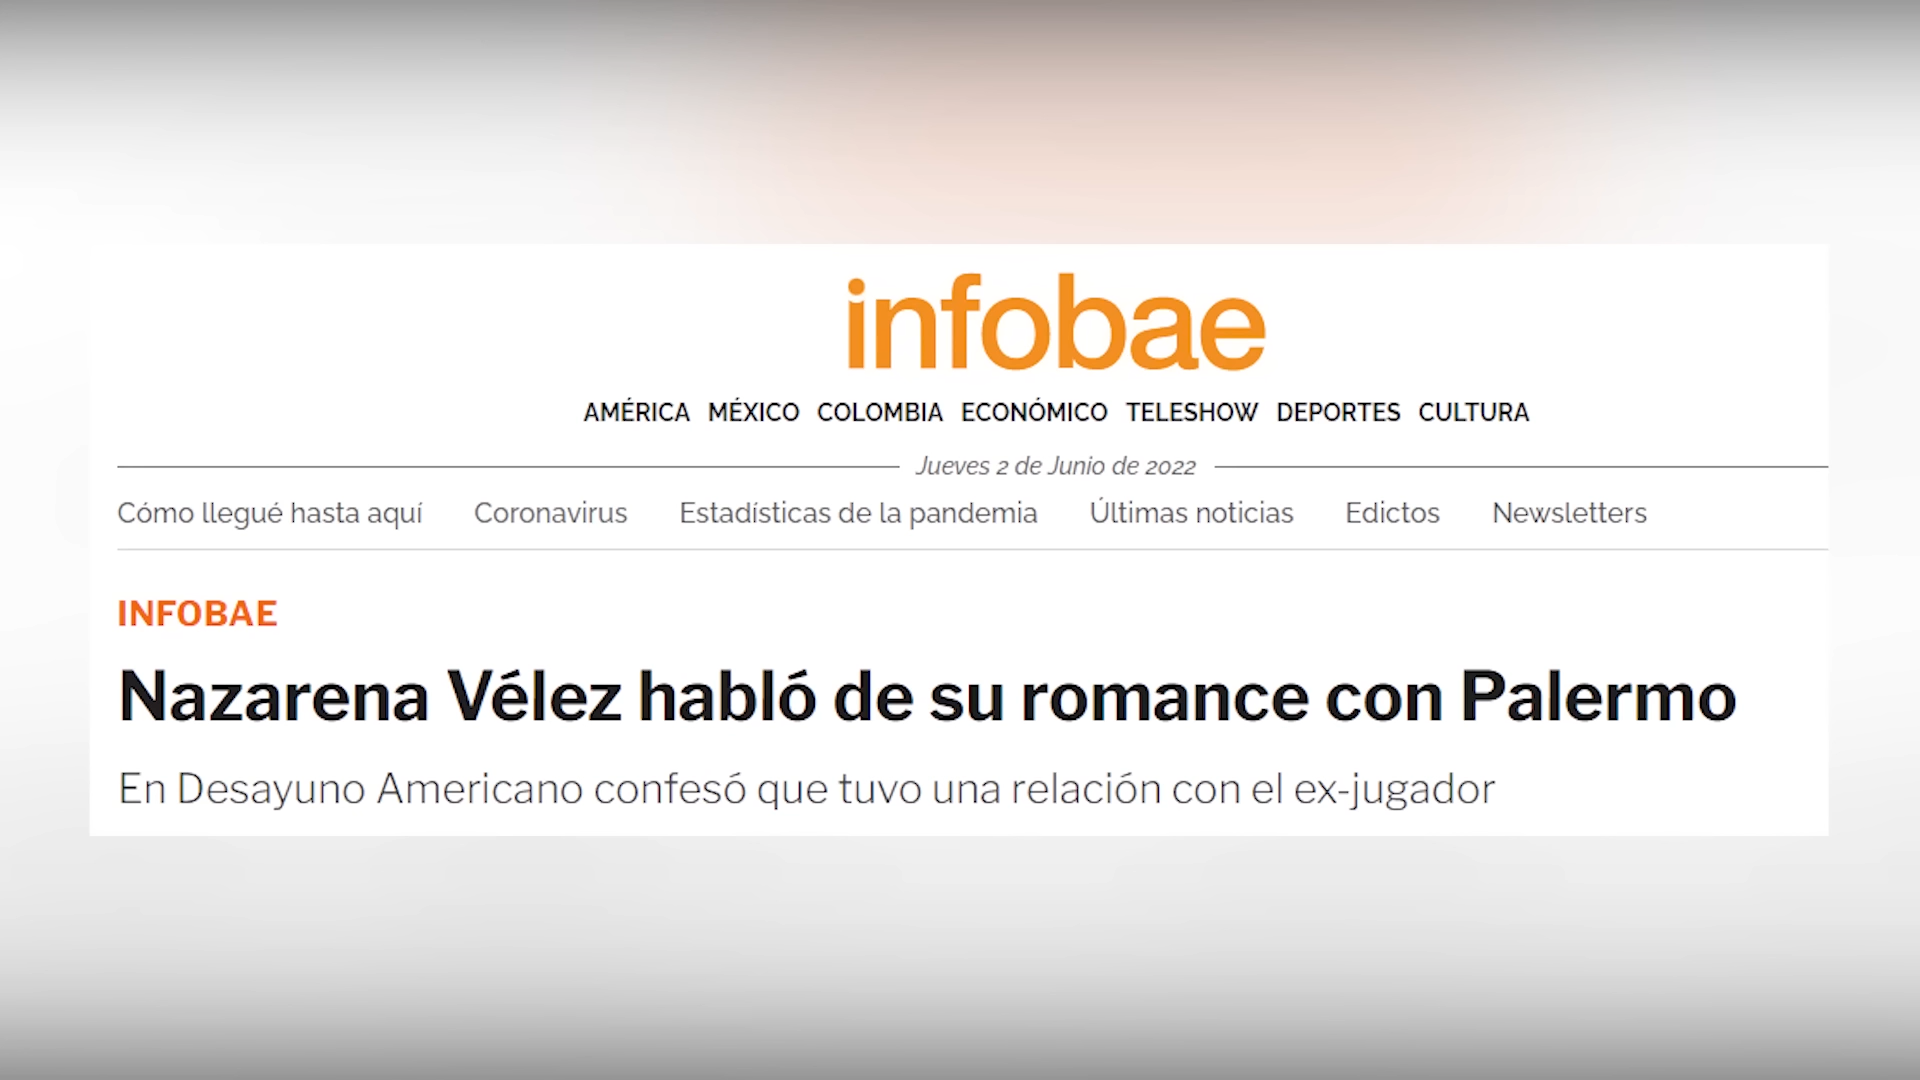 infobae
AMÉRICA MÉXICO COLOMBIA ECONÓMICO TELESHOW DEPORTES CULTURA
Jueves 2 de Junio de 2022
Cómo llegué hasta aquí Coronavirus Estadísticas de la pandemia Últimas noticias Edictos Newsletters
INFOBAE
Nazarena Vélez habló de su romance con Palermo
En Desayuno Americano confesó que tuvo una relación con el ex-jugador